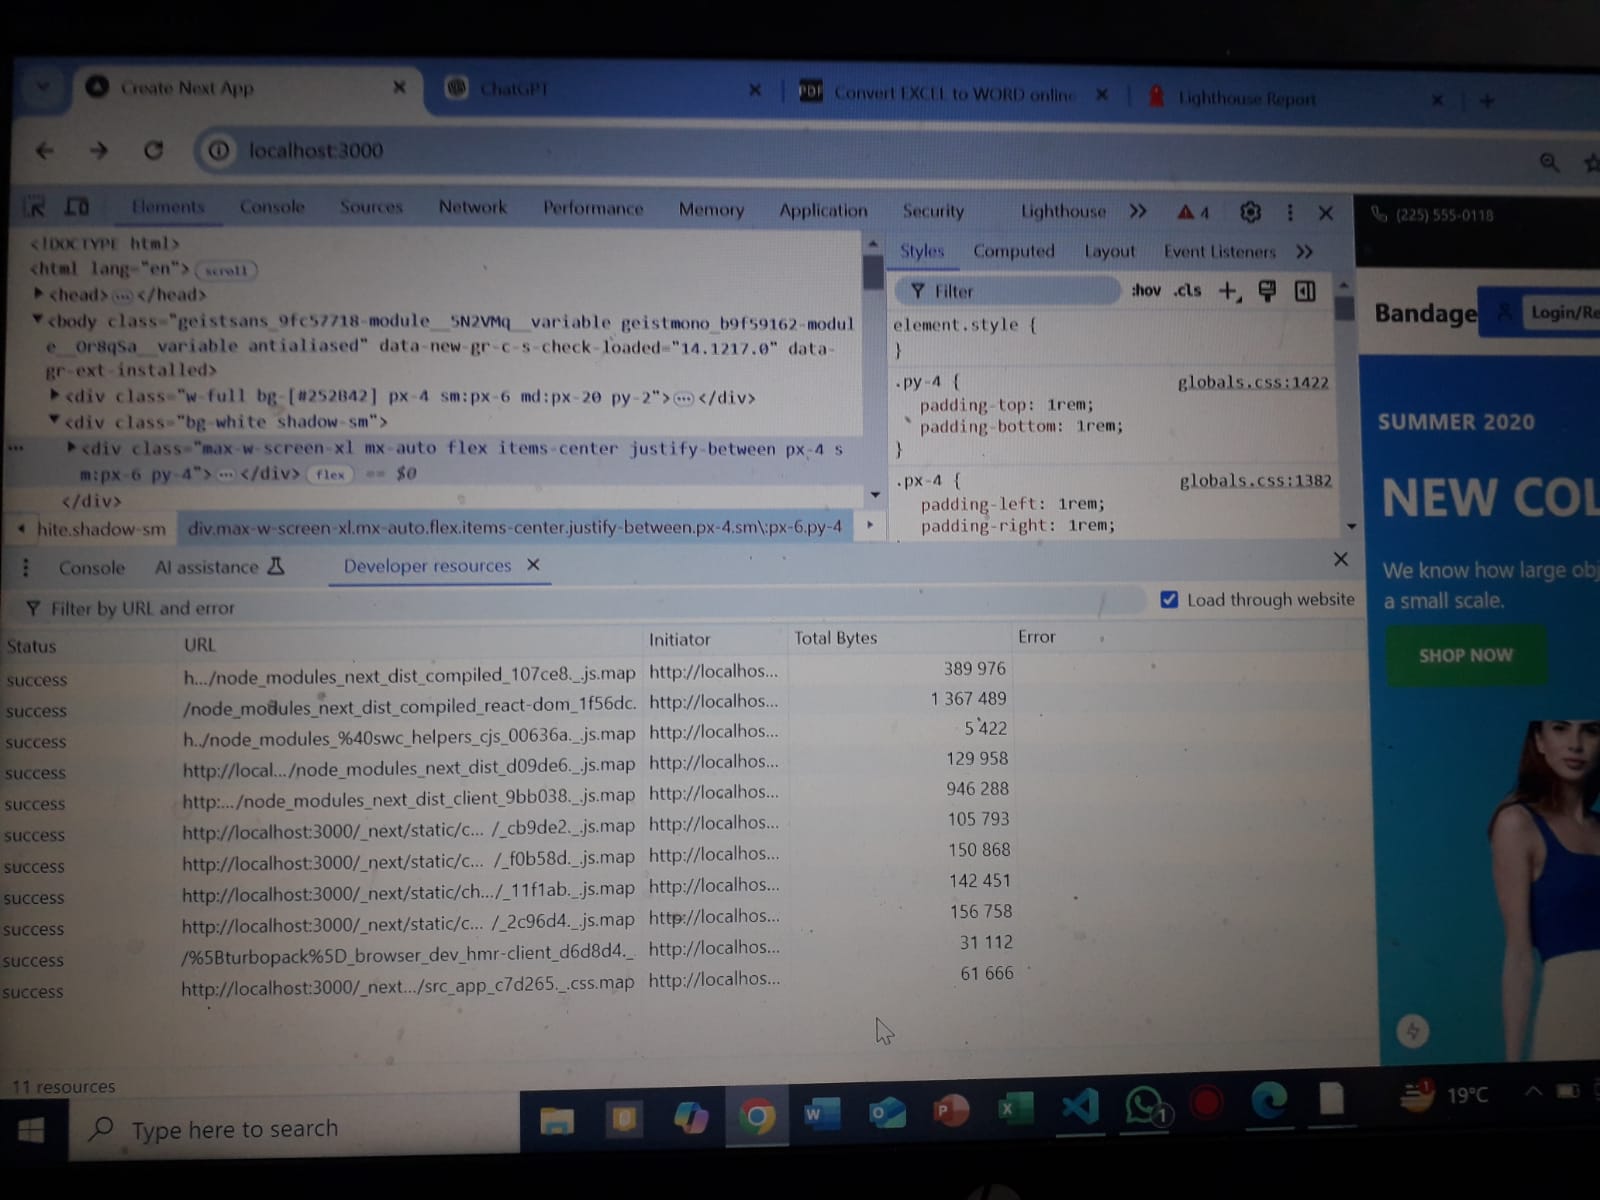 Create Next App
ChatGPT
PDF
Convert EXCEL to WORD online
Lighthouse Report
localhost:3000
Elements Console Sources Network Performance Memory Application Security Lighthouse 4
<!DOCTYPE html>
<html lang="en"> scroll
<head> ⋯ </head>
<body class="geistsans_9fc57718-module__5N2VMq__variable geistmono_b9f59162-modul
e__Or8qSa__variable antialiased" data-new-gr-c-s-check-loaded="14.1217.0" data-
gr-ext-installed>
<div class="w-full bg-[#252B42] px-4 sm:px-6 md:px-20 py-2"> ⋯ </div>
<div class="bg-white shadow-sm">
<div class="max-w-screen-xl mx-auto flex items-center justify-between px-4 s
m:px-6 py-4"> ⋯ </div> flex == $0
</div>
hite.shadow-sm div.max-w-screen-xl.mx-auto.flex.items-center.justify-between.px-4.sm\:px-6.py-4
Styles Computed Layout Event Listeners
Filter :hov .cls
element.style {
}
.py-4 { globals.css:1422
padding-top: 1rem;
padding-bottom: 1rem;
}
.px-4 { globals.css:1382
padding-left: 1rem;
padding-right: 1rem;
Console AI assistance Developer resources
Filter by URL and error Load through website
Status URL Initiator Total Bytes Error
success h.../node_modules_next_dist_compiled_107ce8._.js.map http://localhos... 389 976
success /node_modules_next_dist_compiled_react-dom_1f56dc. http://localhos... 1 367 489
success h../node_modules_%40swc_helpers_cjs_00636a._.js.map http://localhos... 5 422
success http://local.../node_modules_next_dist_d09de6._.js.map http://localhos... 129 958
success http:.../node_modules_next_dist_client_9bb038._.js.map http://localhos... 946 288
success http://localhost:3000/_next/static/c... /_cb9de2._.js.map http://localhos... 105 793
success http://localhost:3000/_next/static/c... /_f0b58d._.js.map http://localhos... 150 868
success http://localhost:3000/_next/static/ch.../_11f1ab._.js.map http://localhos... 142 451
success http://localhost:3000/_next/static/c... /_2c96d4._.js.map http://localhos... 156 758
success /%5Bturbopack%5D_browser_dev_hmr-client_d6d8d4._ http://localhos... 31 112
success http://localhost:3000/_next.../src_app_c7d265._.css.map http://localhos... 61 666
11 resources
(225) 555-0118
Bandage
Login/Re
SUMMER 2020
NEW COL
We know how large obj
a small scale.
SHOP NOW
Type here to search
1
1
19°C